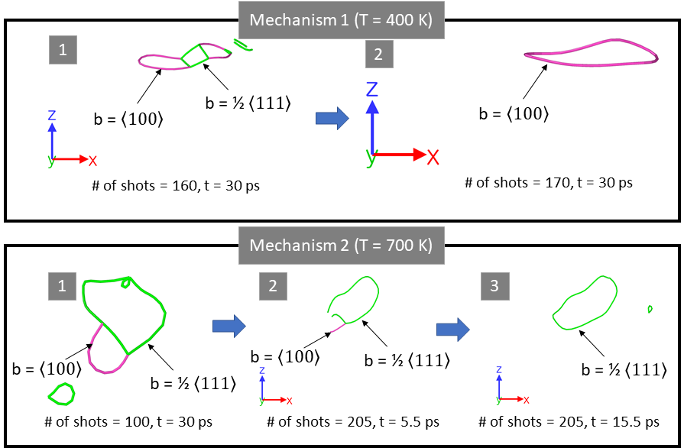 Mechanism 1 (T = 400 K)
1
2
b = ⟨100⟩
b = ½ ⟨111⟩
b = ⟨100⟩
Z
X
y
Z
X
y
# of shots = 160, t = 30 ps
# of shots = 170, t = 30 ps
Mechanism 2 (T = 700 K)
1
2
3
b = ⟨100⟩
b = ½ ⟨111⟩
b = ⟨100⟩
b = ½ ⟨111⟩
b = ½ ⟨111⟩
Z
X
y
Z
X
y
# of shots = 100, t = 30 ps
# of shots = 205, t = 5.5 ps
# of shots = 205, t = 15.5 ps